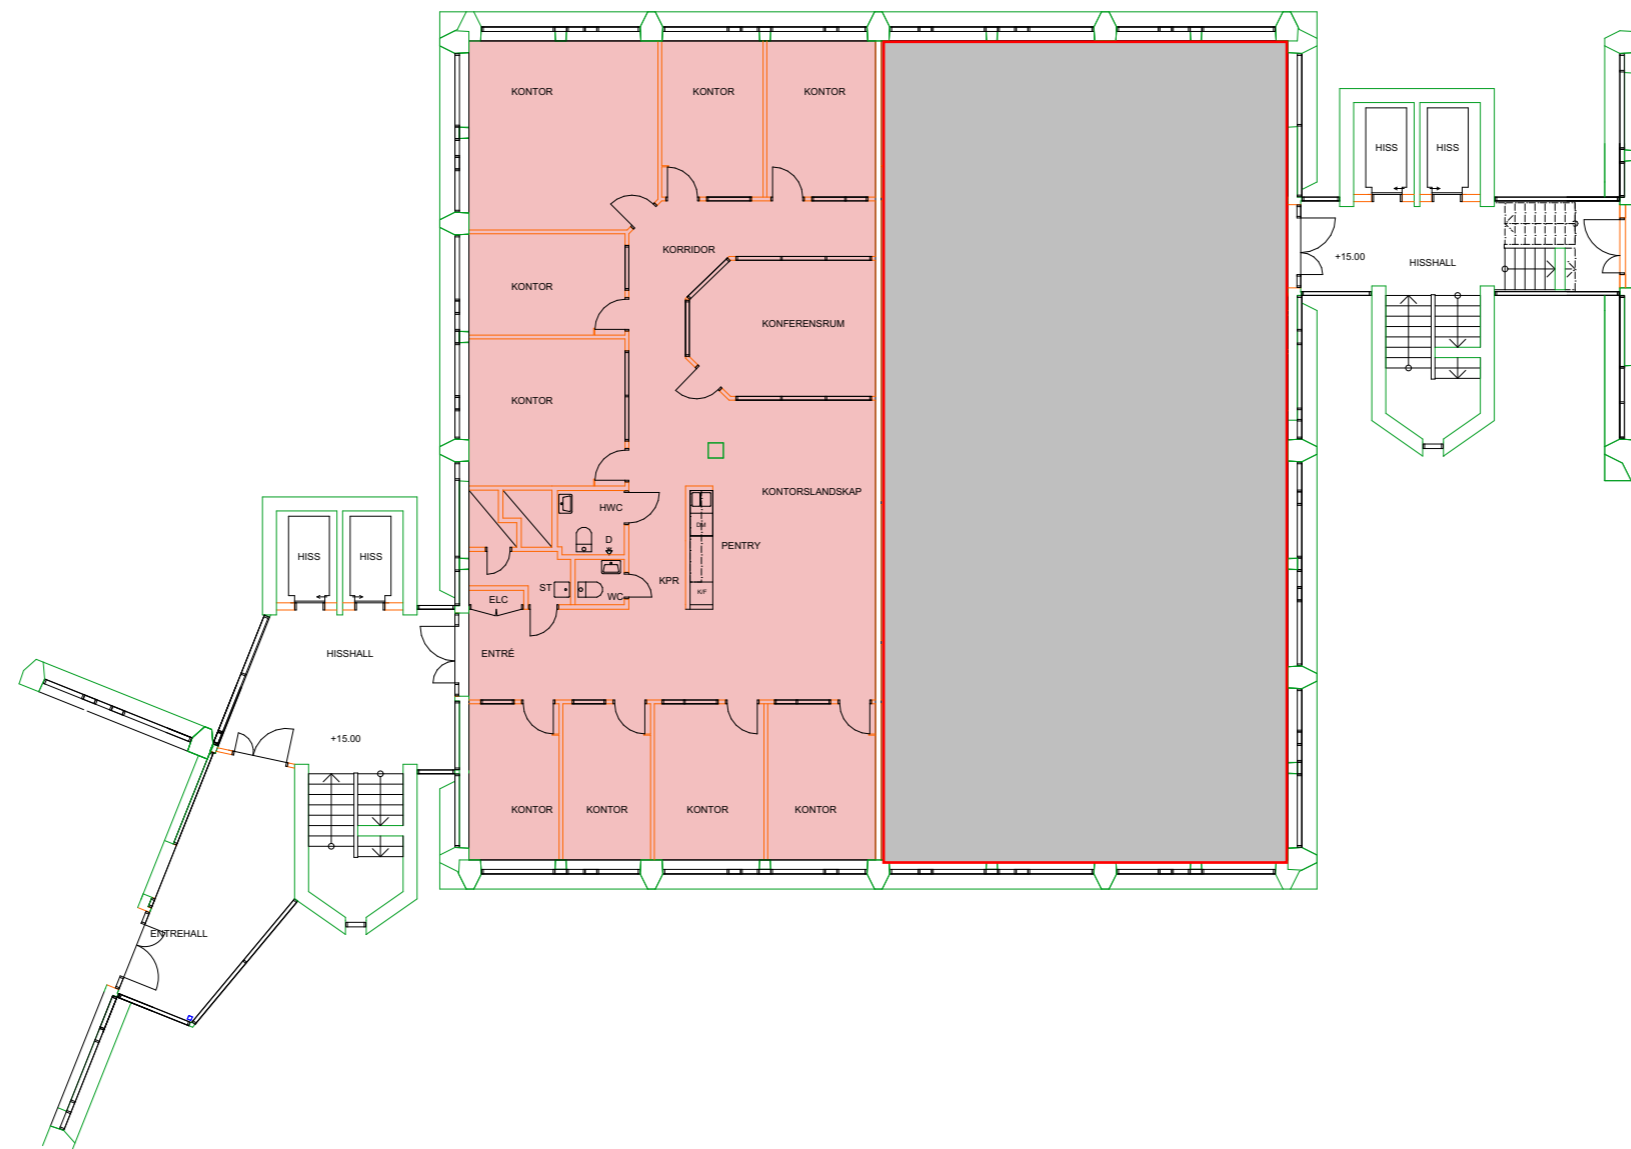 KONTOR
KONTOR
KONTOR
HISS
HISS
KORRIDOR
+15.00
HISSHALL
KONTOR
KONFERENSRUM
KONTOR
KONTORSLANDSKAP
HWC
DM
D
PENTRY
HISS
HISS
KPR
ST
K/F
WC
ELC
HISSHALL
ENTRÉ
+15.00
KONTOR
KONTOR
KONTOR
KONTOR
ENTREHALL